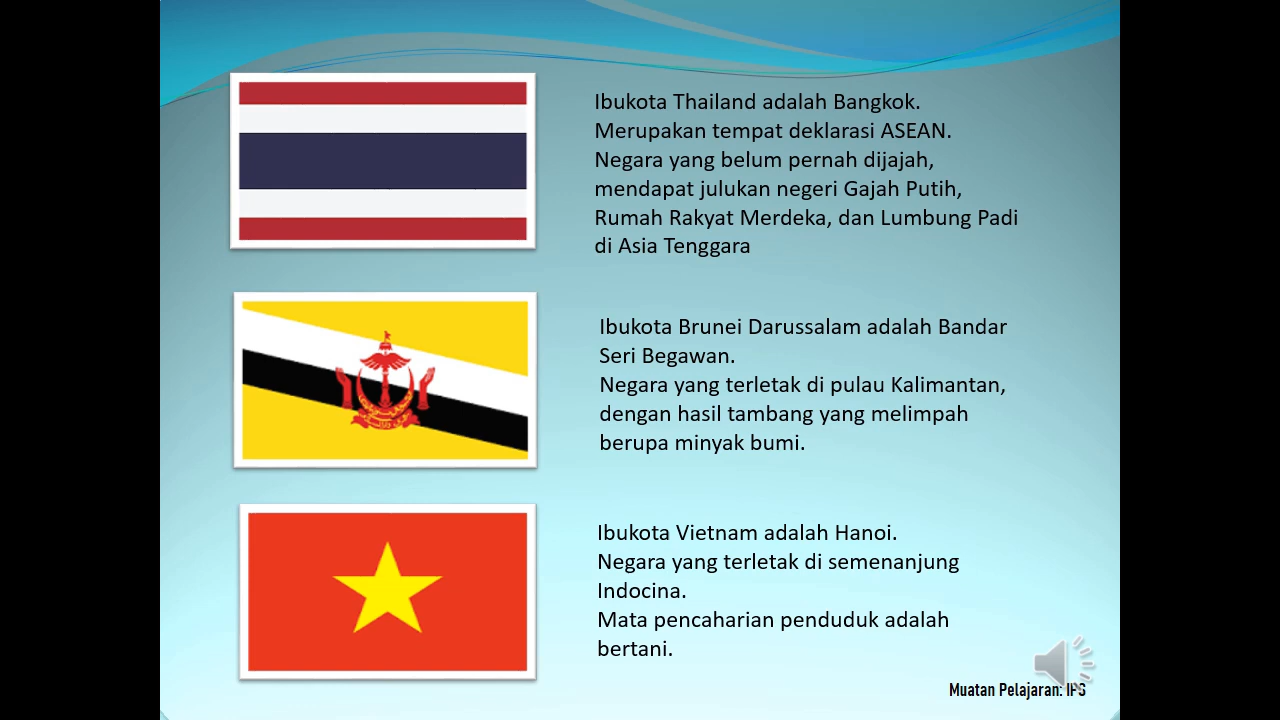 Ibukota Thailand adalah Bangkok.
Merupakan tempat deklarasi ASEAN.
Negara yang belum pernah dijajah,
mendapat julukan negeri Gajah Putih,
Rumah Rakyat Merdeka, dan Lumbung Padi
di Asia Tenggara
Ibukota Brunei Darussalam adalah Bandar
Seri Begawan.
Negara yang terletak di pulau Kalimantan,
dengan hasil tambang yang melimpah
berupa minyak bumi.
Ibukota Vietnam adalah Hanoi.
Negara yang terletak di semenanjung
Indocina.
Mata pencaharian penduduk adalah
bertani.
Muatan Pelajaran: IPS